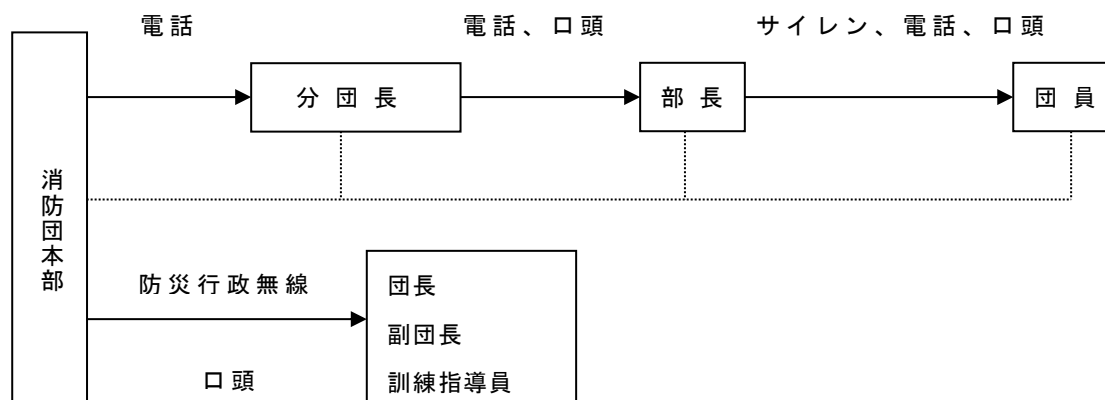 電話
電話、口頭
サイレン、電話、口頭
分団長
部長
団員
消防団本部
防災行政無線
口頭
団長
副団長
訓練指導員